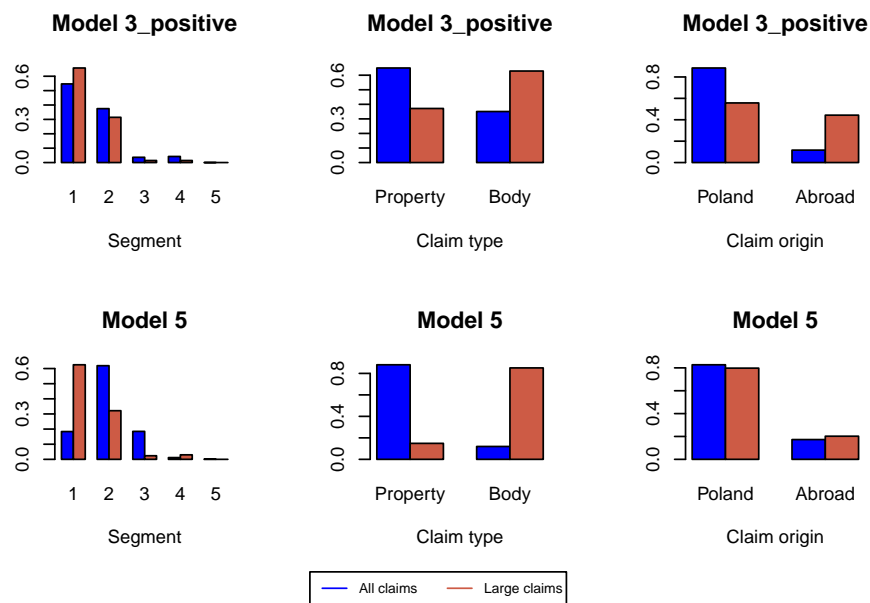 Model 3_positive
0.0 0.3 0.6
1 2 3 4 5
Segment
Model 3_positive
0.0 0.3 0.6
Property Body
Claim type
Model 3_positive
0.0 0.4 0.8
Poland Abroad
Claim origin
Model 5
0.0 0.3 0.6
1 2 3 4 5
Segment
Model 5
0.0 0.4 0.8
Property Body
Claim type
Model 5
0.0 0.4 0.8
Poland Abroad
Claim origin
All claims Large claims